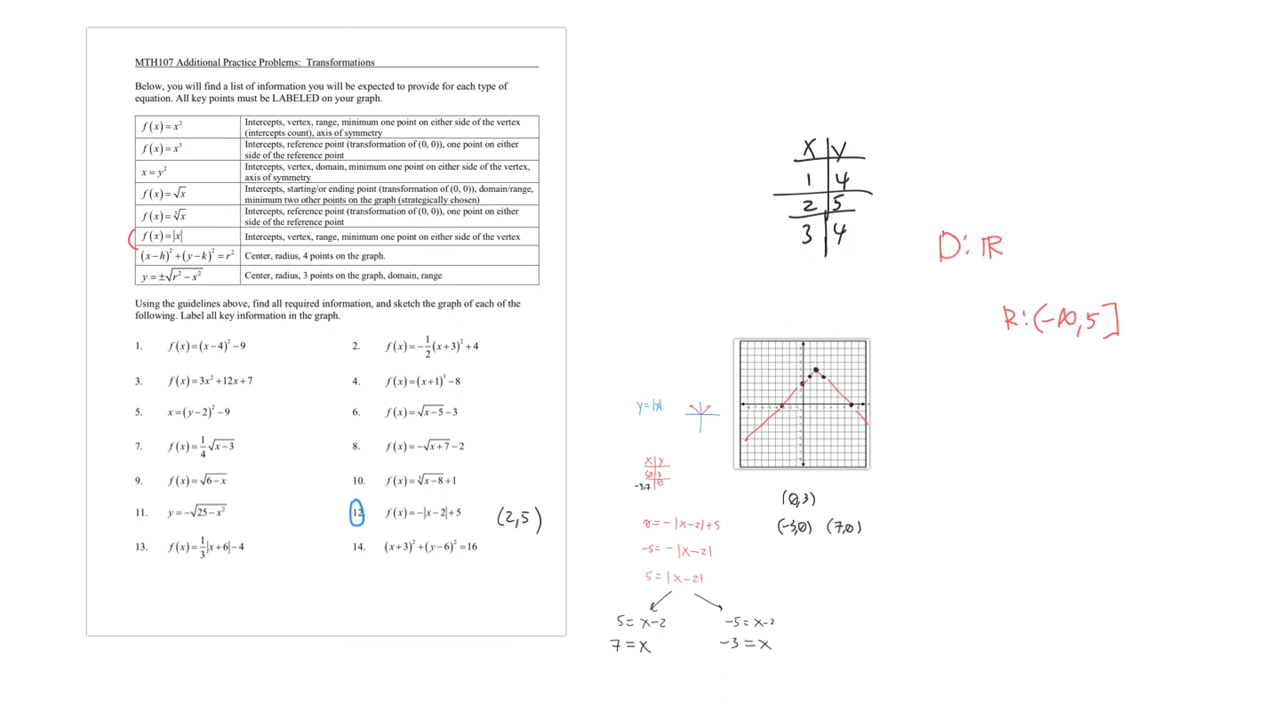 MTH107 Additional Practice Problems: Transformations
Below, you will find a list of information you will be expected to provide for each type of
equation. All key points must be LABELED on your graph.
f(x) = x² Intercepts, vertex, range, minimum one point on either side of the vertex
(intercepts count), axis of symmetry
f(x) = x³ Intercepts, reference point (transformation of (0, 0)), one point on either
side of the reference point
x = y² Intercepts, vertex, domain, minimum one point on either side of the vertex,
axis of symmetry
f(x) = √x Intercepts, starting/or ending point (transformation of (0, 0)), domain/range,
minimum two other points on the graph (strategically chosen)
f(x) = ∛x Intercepts, reference point (transformation of (0, 0)), one point on either
side of the reference point
f(x) = |x| Intercepts, vertex, range, minimum one point on either side of the vertex
(x−h)² + (y−k)² = r² Center, radius, 4 points on the graph.
y = ±√(r² − x²) Center, radius, 3 points on the graph, domain, range
Using the guidelines above, find all required information, and sketch the graph of each of the
following. Label all key information in the graph.
1. f(x) = (x−4)² − 9
2. f(x) = −1/2(x+3)² + 4
3. f(x) = 3x² + 12x + 7
4. f(x) = (x+1)³ − 8
5. x = (y−2)² − 9
6. f(x) = √(x−5) − 3
7. f(x) = 1/4√(x−3)
8. f(x) = −√(x+7) − 2
9. f(x) = √(6−x)
10. f(x) = ∛(x−8) + 1
11. y = −√(25−x²)
12. f(x) = −|x−2| + 5 (2,5)
13. f(x) = 1/3|x+6| − 4
14. (x+3)² + (y−6)² = 16
X Y
1 4
2 5
3 4
D: ℝ
R: (-∞, 5]
y = |x|
X Y
-3,7
(0,3)
(-3,0) (7,0)
0 = -|x-2|+5
-5 = -|x-2|
5 = |x-2|
5 = x-2 -5 = x-2
7 = x -3 = x